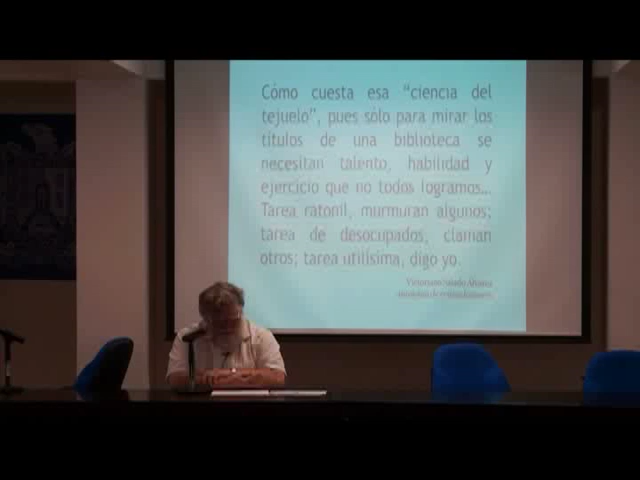 Cómo cuesta esa “ciencia del
tejuelo”, pues sólo para mirar los
títulos de una biblioteca se
necesitan talento, habilidad y
ejercicio que no todos logramos...
Tarea ratonil, murmuran algunos;
tarea de desocupados, claman
otros; tarea utilísima, digo yo.
Victoriano